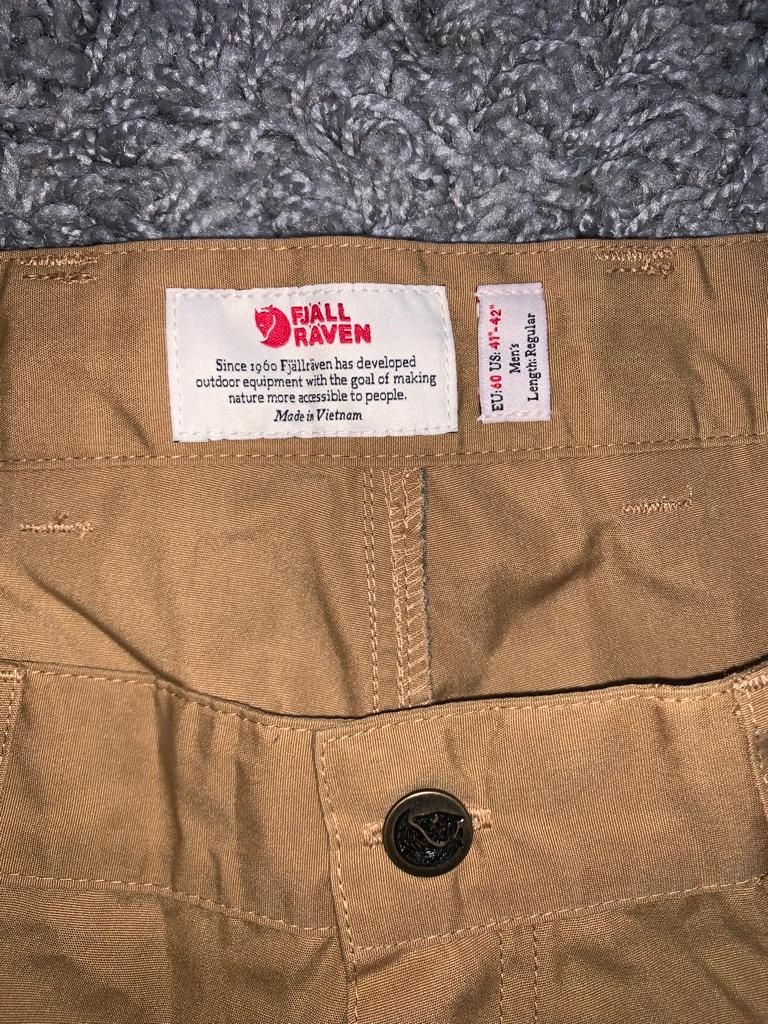 FJÄLL
RÄVEN
Since 1960 Fjällräven has developed
outdoor equipment with the goal of making
nature more accessible to people.
Made in Vietnam
EU: 60 US: 41"-42"
Men's
Length: Regular